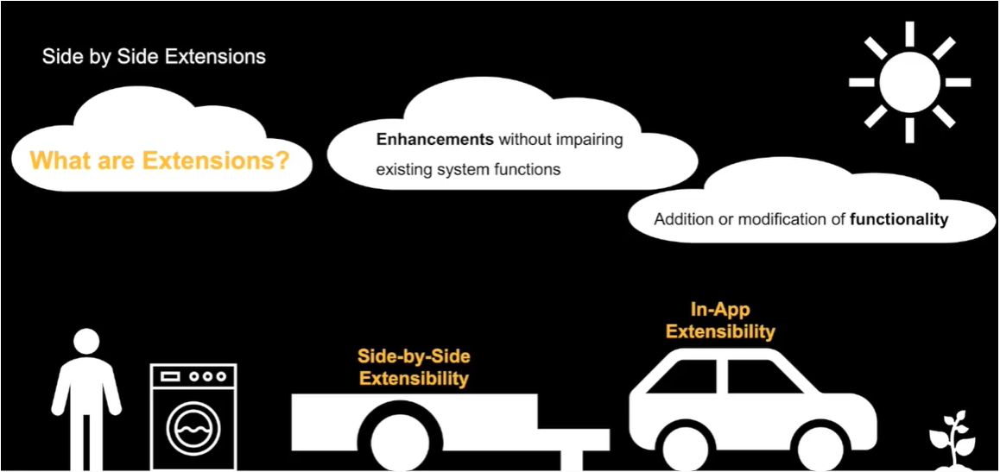 Side by Side Extensions
What are Extensions?
Enhancements without impairing
existing system functions
Addition or modification of functionality
In-App
Extensibility
Side-by-Side
Extensibility